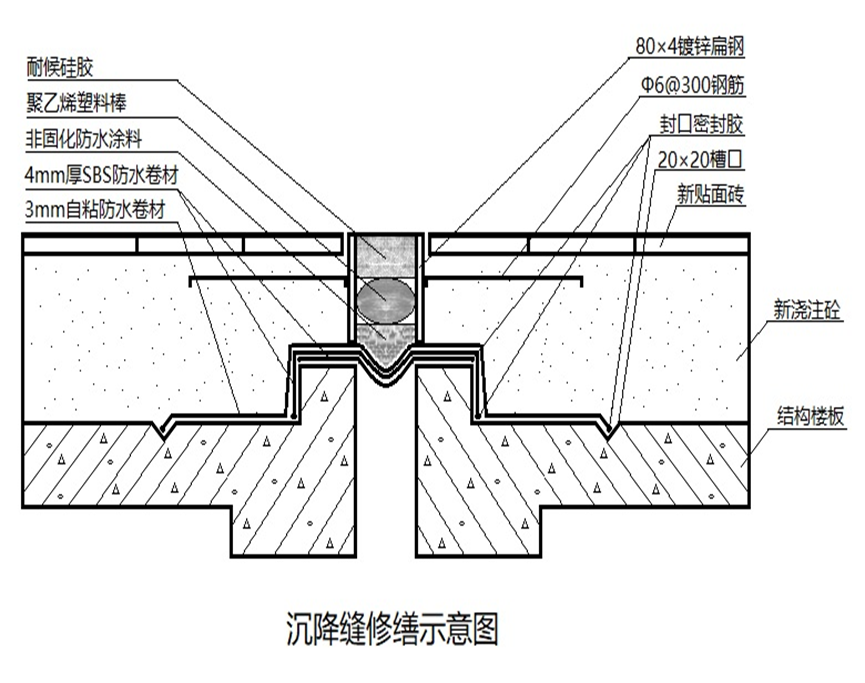 耐候硅胶
聚乙烯塑料棒
非固化防水涂料
4mm厚SBS防水卷材
3mm自粘防水卷材
80×4镀锌扁钢
Φ6@300钢筋
封口密封胶
20×20槽口
新贴面砖
新浇注砼
结构楼板
沉降缝修缮示意图